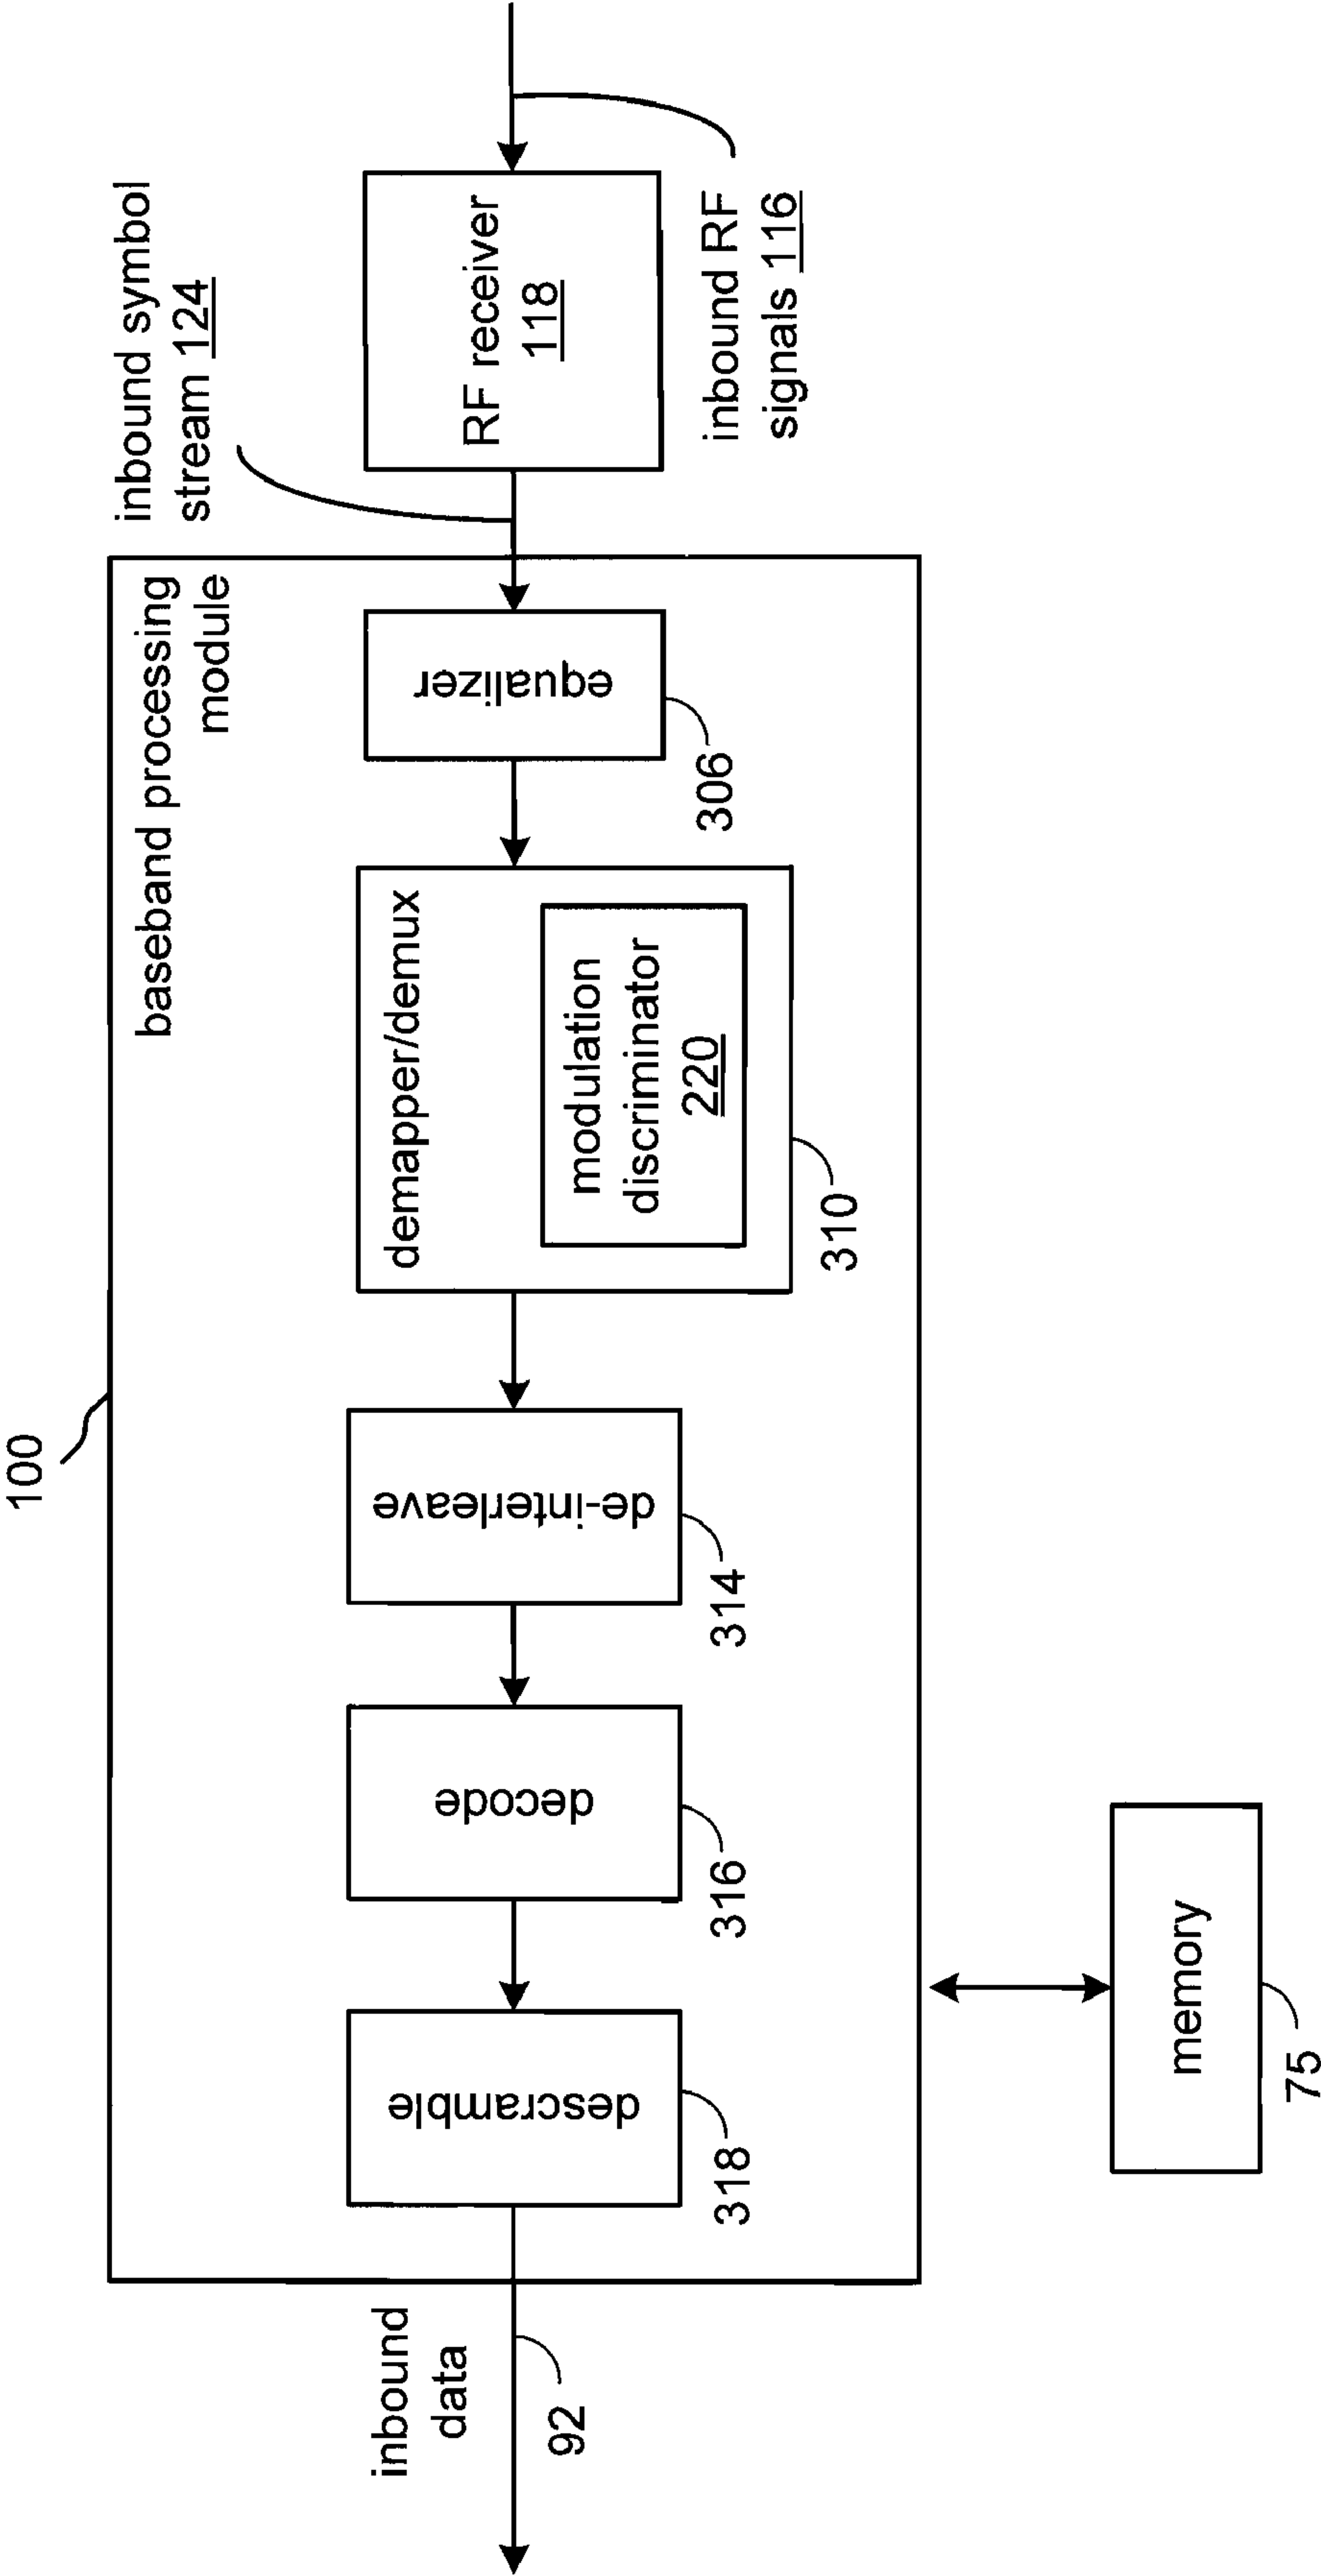 100
baseband processing
module
inbound symbol
stream 124
inbound
data
92
descramble
318
decode
316
de-interleave
314
demapper/demux
modulation
discriminator
220
310
equalizer
306
RF receiver
118
inbound RF
signals 116
memory
75